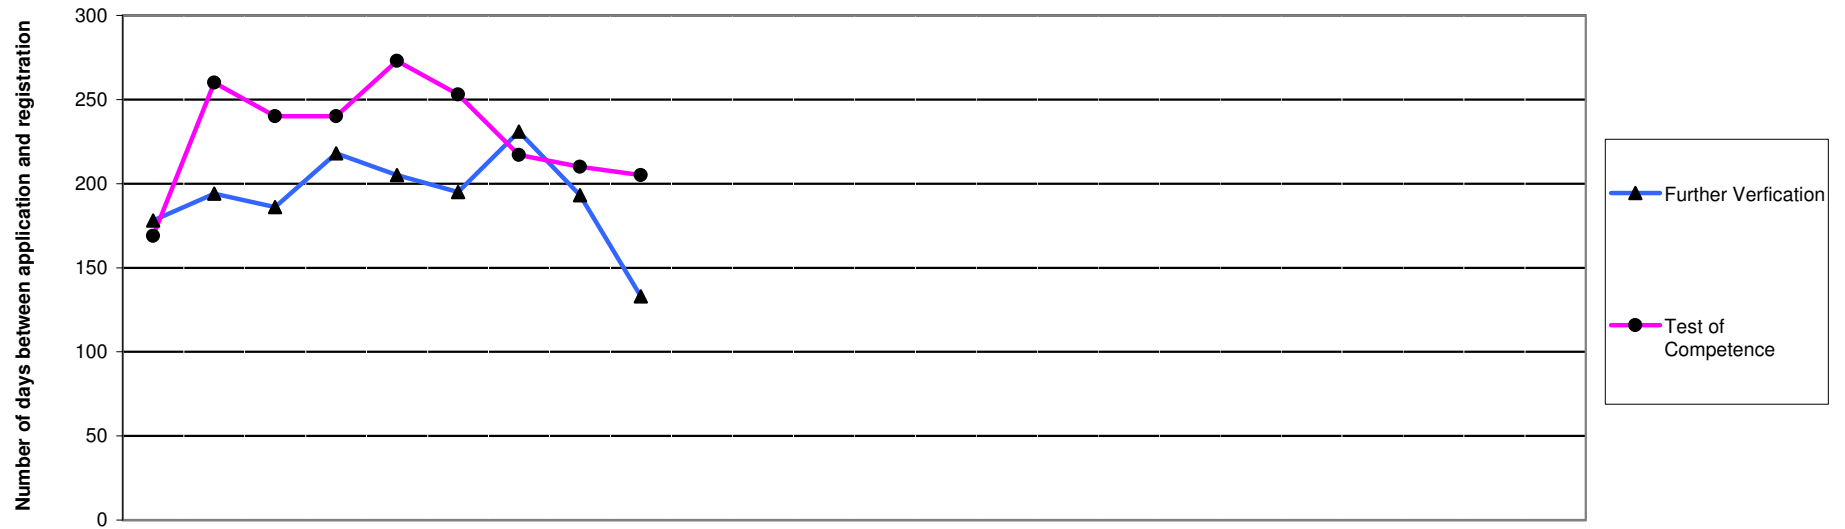 Number of days between application and registration
300
250
200
150
100
50
0
Further Verfication
Test of
Competence